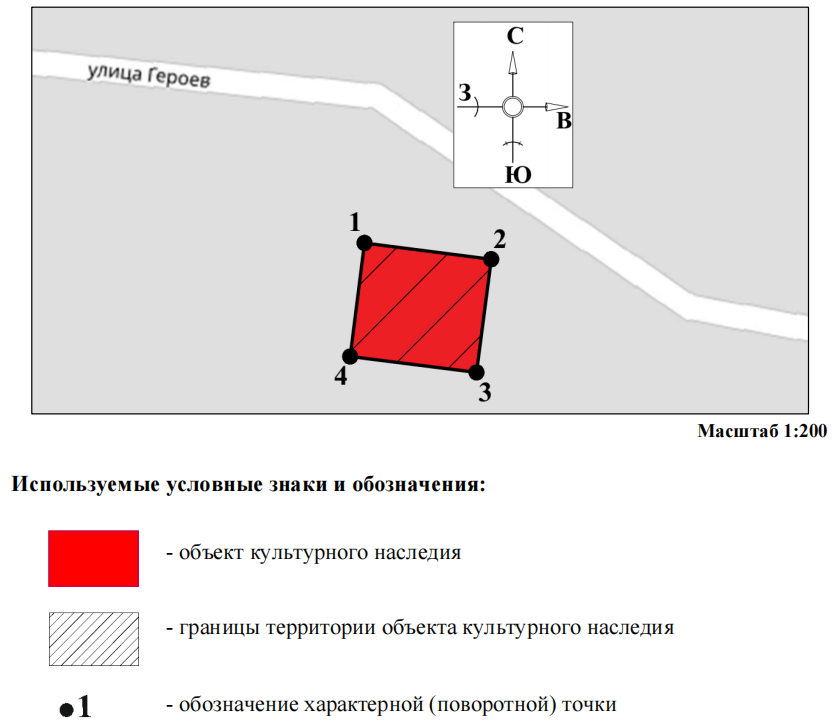 улица Героев
С
З
В
Ю
1
2
4
3
Масштаб 1:200
Используемые условные знаки и обозначения:
- объект культурного наследия
- границы территории объекта культурного наследия
1 - обозначение характерной (поворотной) точки